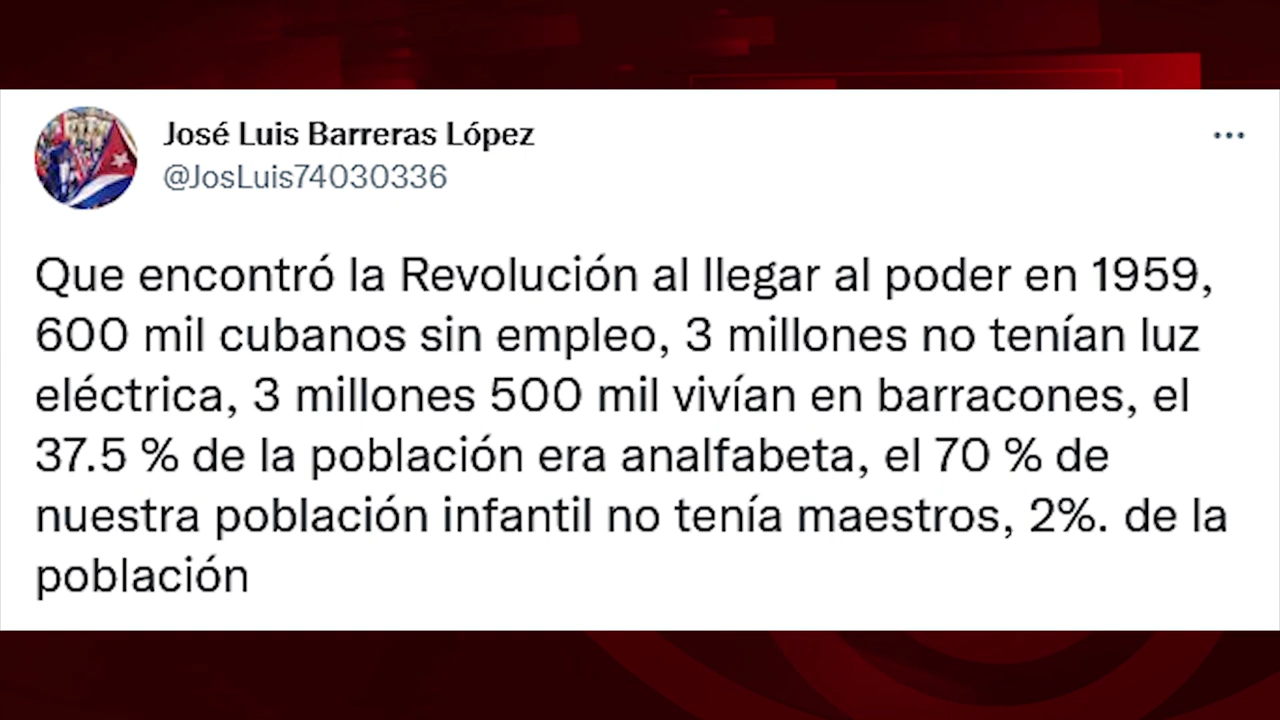 José Luis Barreras López
@JosLuis74030336
Que encontró la Revolución al llegar al poder en 1959,
600 mil cubanos sin empleo, 3 millones no tenían luz
eléctrica, 3 millones 500 mil vivían en barracones, el
37.5 % de la población era analfabeta, el 70 % de
nuestra población infantil no tenía maestros, 2%. de la
población